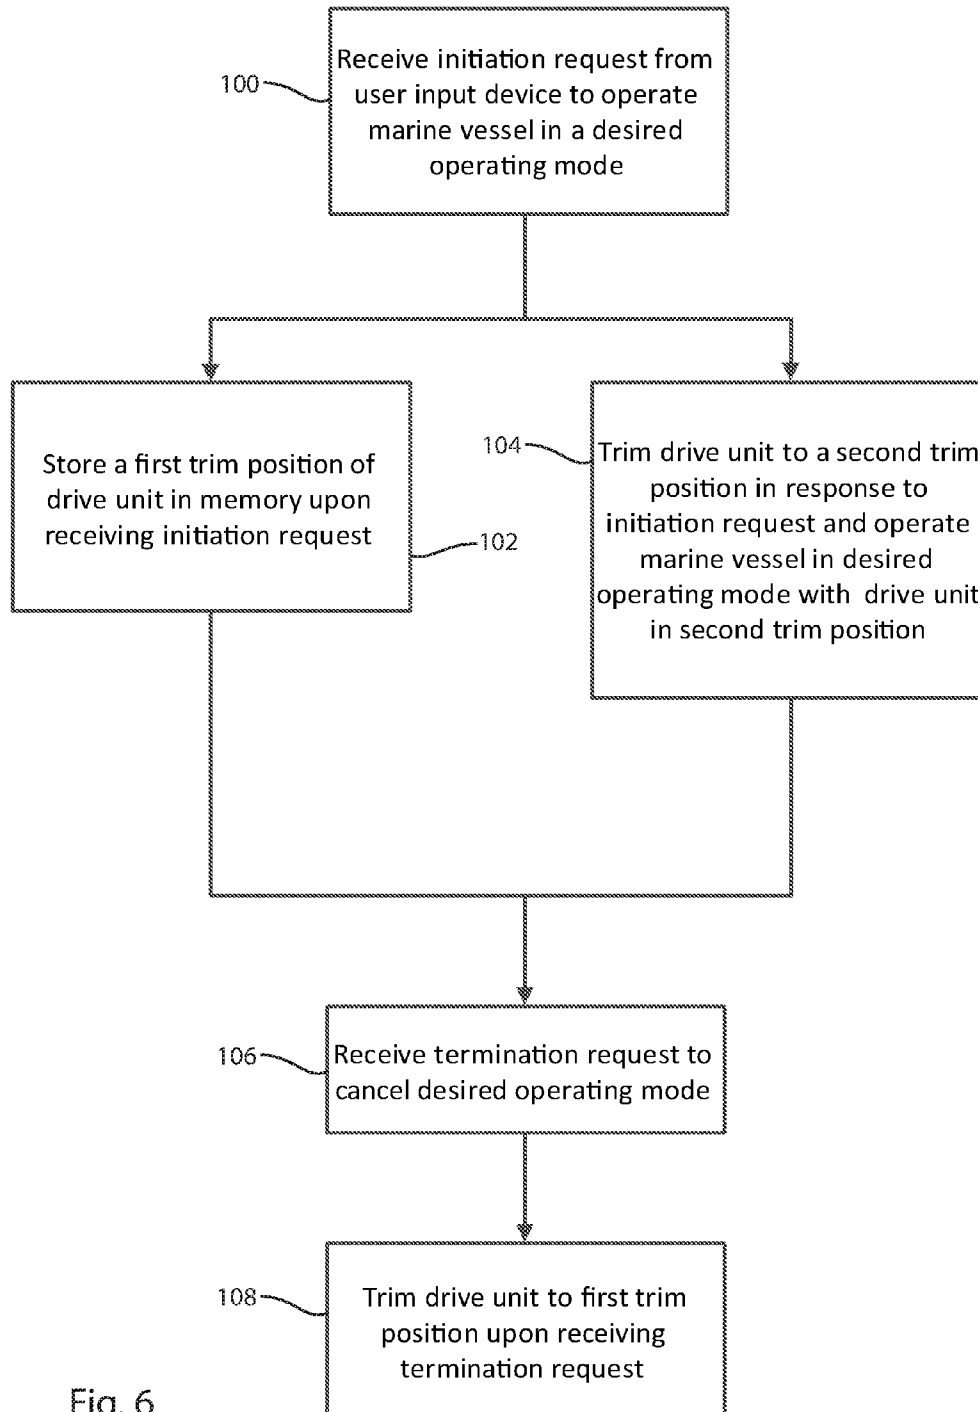 Receive initiation request from
100
user input device to operate
marine vessel in a desired
operating mode
Store a first trim position of
drive unit in memory upon
receiving initiation request
102
104
Trim drive unit to a second trim
position in response to
initiation request and operate
marine vessel in desired
operating mode with drive unit
in second trim position
106
Receive termination request to
cancel desired operating mode
108
Trim drive unit to first trim
position upon receiving
termination request
Fig. 6